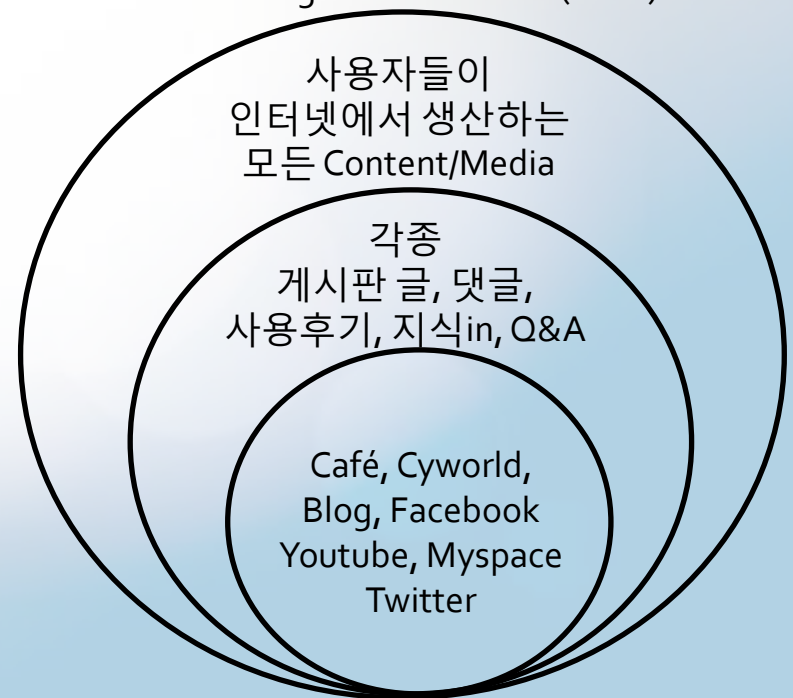 사용자들이
인터넷에서 생산하는
모든 Content/Media
각종
게시판 글, 댓글,
사용후기, 지식in, Q&A
Café, Cyworld,
Blog, Facebook
Youtube, Myspace
Twitter